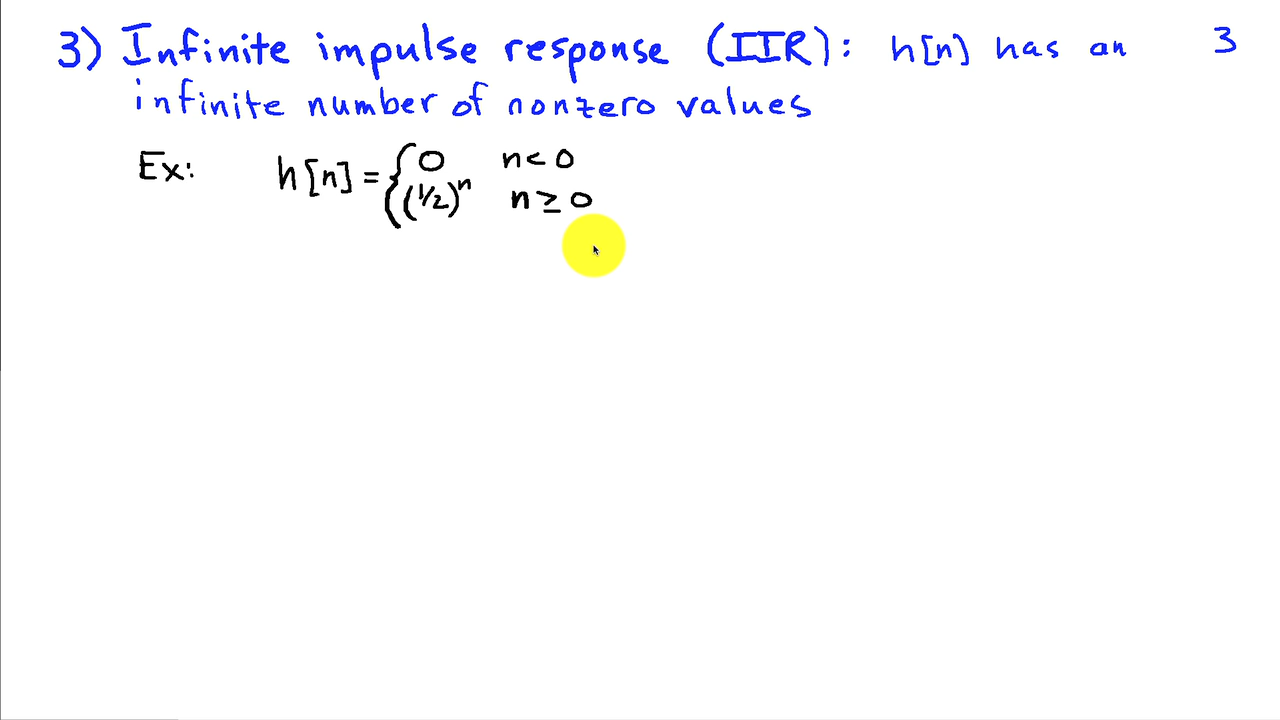 3) Infinite impulse response (IIR): h[n] has an 3
infinite number of nonzero values
Ex: h[n] = { 0 n < 0
(1/2)^n n ≥ 0